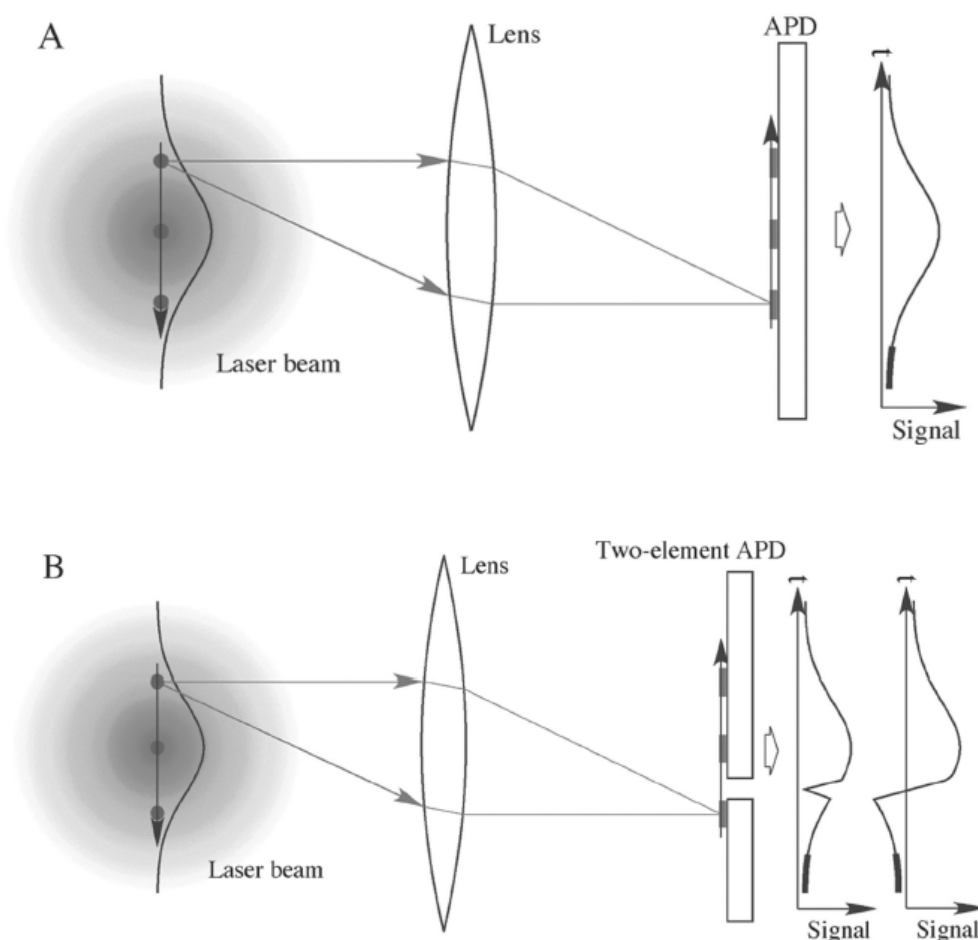 A
Lens
APD
t
Laser beam
Signal
B
Lens
Two-element APD
t
t
Laser beam
Signal
Signal